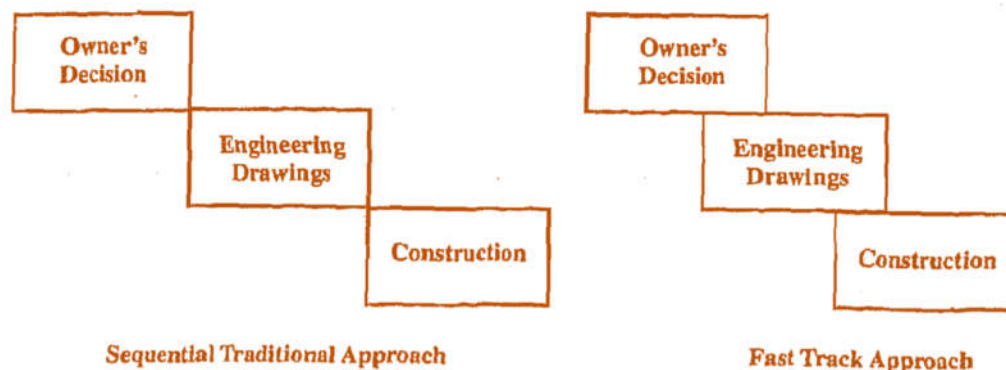 Owner's
Decision
Engineering
Drawings
Construction
Sequential Traditional Approach
Owner's
Decision
Engineering
Drawings
Construction
Fast Track Approach